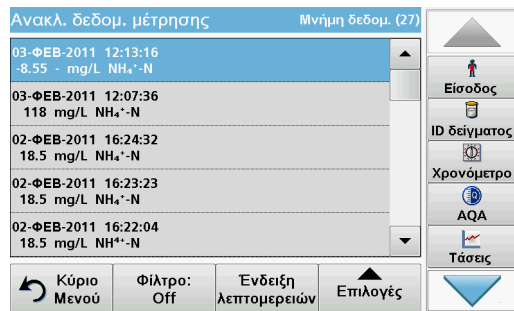 Ανακλ. δεδομ. μέτρησης
Μνήμη δεδομ. (27)
03-ΦΕΒ-2011 12:13:16
-8.55 - mg/L NH₄⁺-N
03-ΦΕΒ-2011 12:07:36
118 mg/L NH₄⁺-N
02-ΦΕΒ-2011 16:24:32
18.5 mg/L NH₄⁺-N
02-ΦΕΒ-2011 16:23:23
18.5 mg/L NH₄⁺-N
02-ΦΕΒ-2011 16:22:04
18.5 mg/L NH⁴⁺-N
Είσοδος
ID δείγματος
Χρονόμετρο
AQA
Τάσεις
Κύριο
Μενού
Φίλτρο:
Off
Ένδειξη
λεπτομερειών
Επιλογές